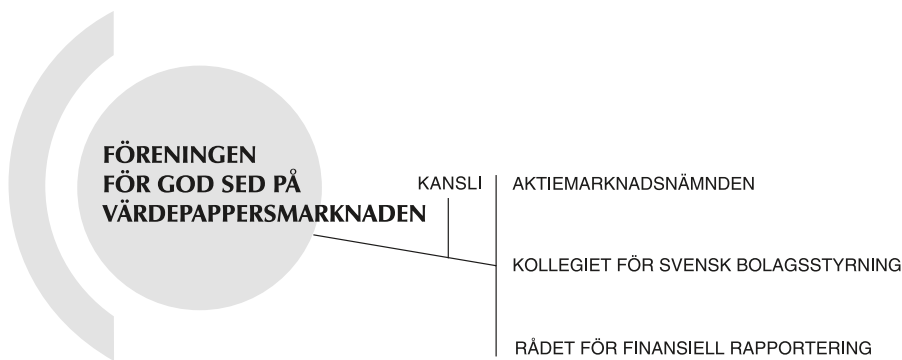 FÖRENINGEN
FÖR GOD SED PÅ
VÄRDEPAPPERSMARKNADEN
KANSLI
AKTIEMARKNADSNÄMNDEN
KOLLEGIET FÖR SVENSK BOLAGSSTYRNING
RÅDET FÖR FINANSIELL RAPPORTERING